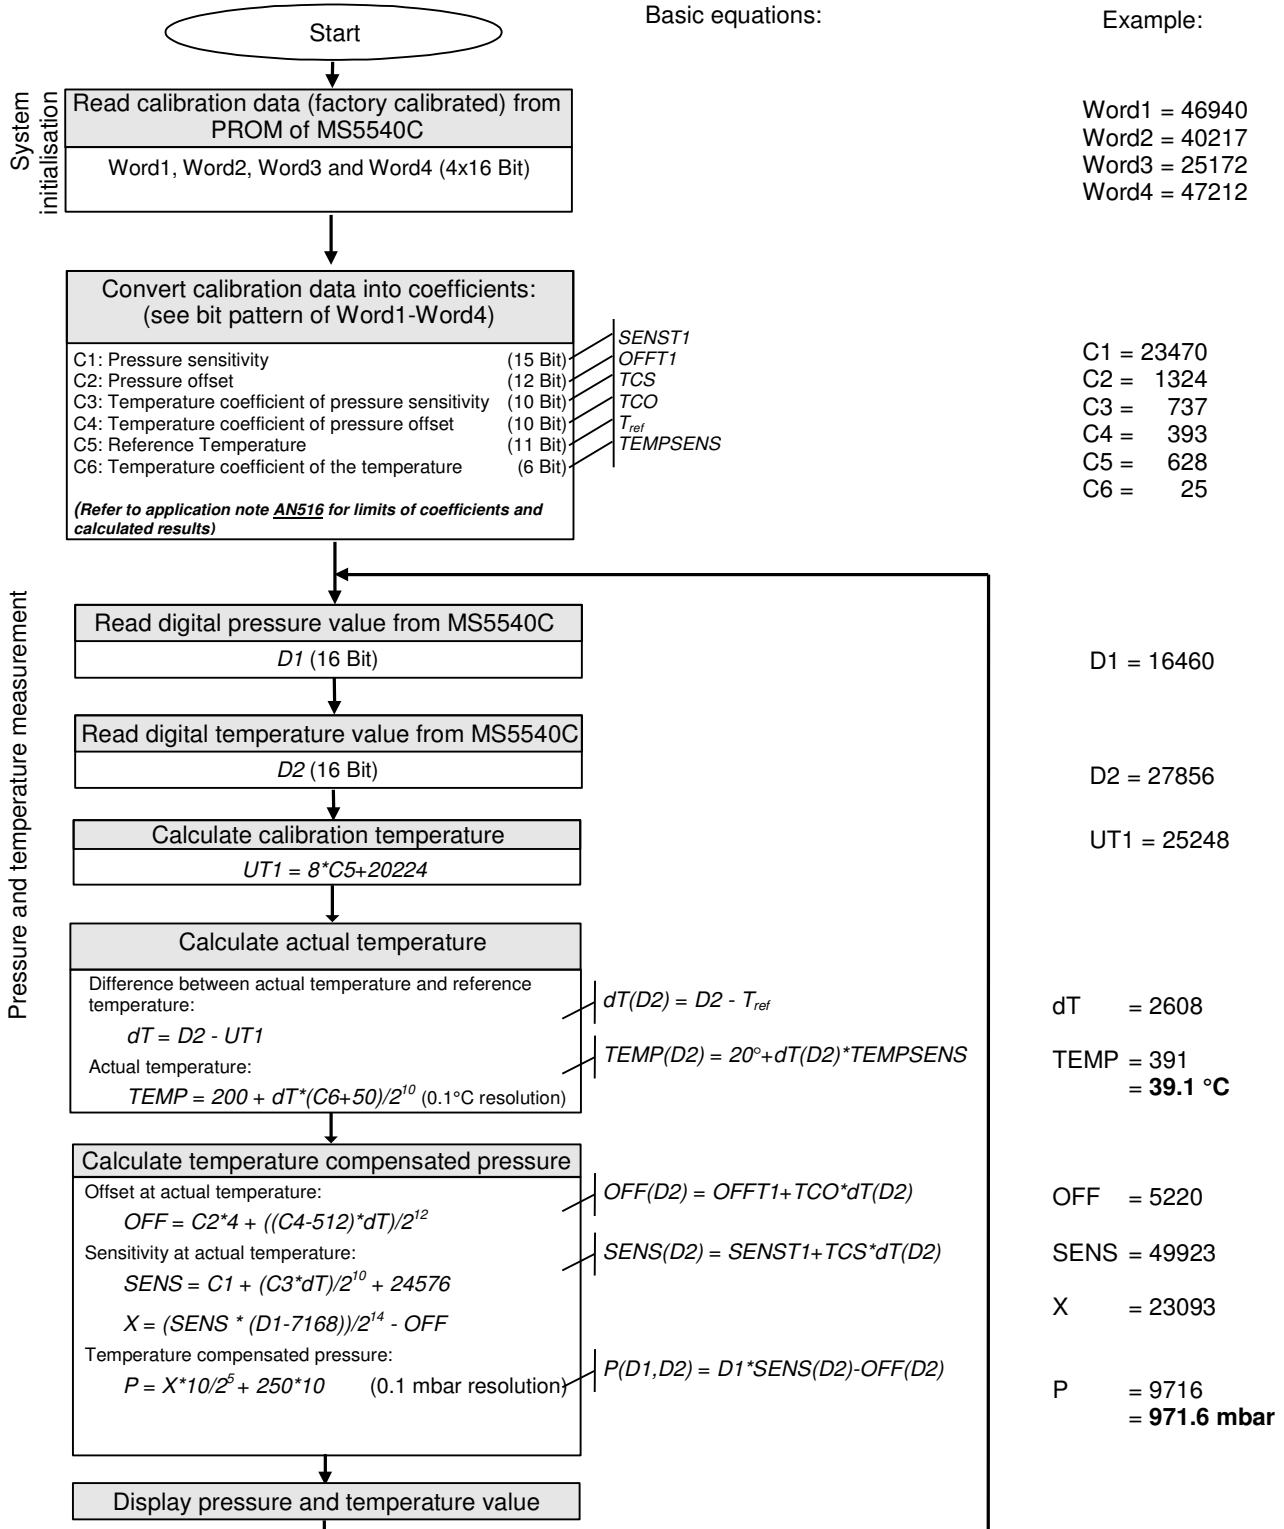 Basic equations:
Example:
Start
System
initialisation
Read calibration data (factory calibrated) from
PROM of MS5540C
Word1, Word2, Word3 and Word4 (4x16 Bit)
Word1 = 46940
Word2 = 40217
Word3 = 25172
Word4 = 47212
Convert calibration data into coefficients:
(see bit pattern of Word1-Word4)
C1: Pressure sensitivity (15 Bit) SENST1
C2: Pressure offset (12 Bit) OFFT1
C3: Temperature coefficient of pressure sensitivity (10 Bit) TCS
C4: Temperature coefficient of pressure offset (10 Bit) TCO
C5: Reference Temperature (11 Bit) T_ref
C6: Temperature coefficient of the temperature (6 Bit) TEMPSENS
(Refer to application note AN516 for limits of coefficients and
calculated results)
C1 = 23470
C2 = 1324
C3 = 737
C4 = 393
C5 = 628
C6 = 25
Pressure and temperature measurement
Read digital pressure value from MS5540C
D1 (16 Bit)
D1 = 16460
Read digital temperature value from MS5540C
D2 (16 Bit)
D2 = 27856
Calculate calibration temperature
UT1 = 8*C5+20224
UT1 = 25248
Calculate actual temperature
Difference between actual temperature and reference
temperature:
dT = D2 - UT1
dT(D2) = D2 - T_ref
dT = 2608
Actual temperature:
TEMP = 200 + dT*(C6+50)/2^10 (0.1°C resolution)
TEMP(D2) = 20°+dT(D2)*TEMPSENS
TEMP = 391
= 39.1 °C
Calculate temperature compensated pressure
Offset at actual temperature:
OFF = C2*4 + ((C4-512)*dT)/2^12
OFF(D2) = OFFT1+TCO*dT(D2)
OFF = 5220
Sensitivity at actual temperature:
SENS = C1 + (C3*dT)/2^10 + 24576
SENS(D2) = SENST1+TCS*dT(D2)
SENS = 49923
X = (SENS * (D1-7168))/2^14 - OFF
X = 23093
Temperature compensated pressure:
P = X*10/2^5 + 250*10 (0.1 mbar resolution)
P(D1,D2) = D1*SENS(D2)-OFF(D2)
P = 9716
= 971.6 mbar
Display pressure and temperature value